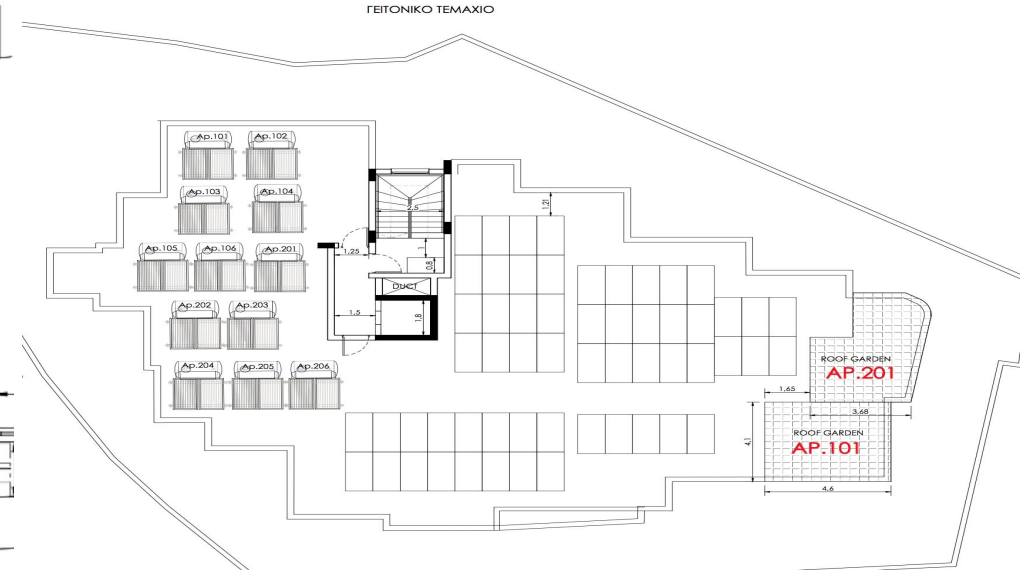 ΓΕΙΤΟΝΙΚΟ ΤΕΜΑΧΙΟ
Ap.101
Ap.102
Ap.103
Ap.104
Ap.105
Ap.106
Ap.201
Ap.202
Ap.203
Ap.204
Ap.205
Ap.206
2,5
1,25
1
0,8
DUCT
1,5
1,8
1,21
ROOF GARDEN
AP.201
1,65
3,68
ROOF GARDEN
AP.101
4,1
4,6